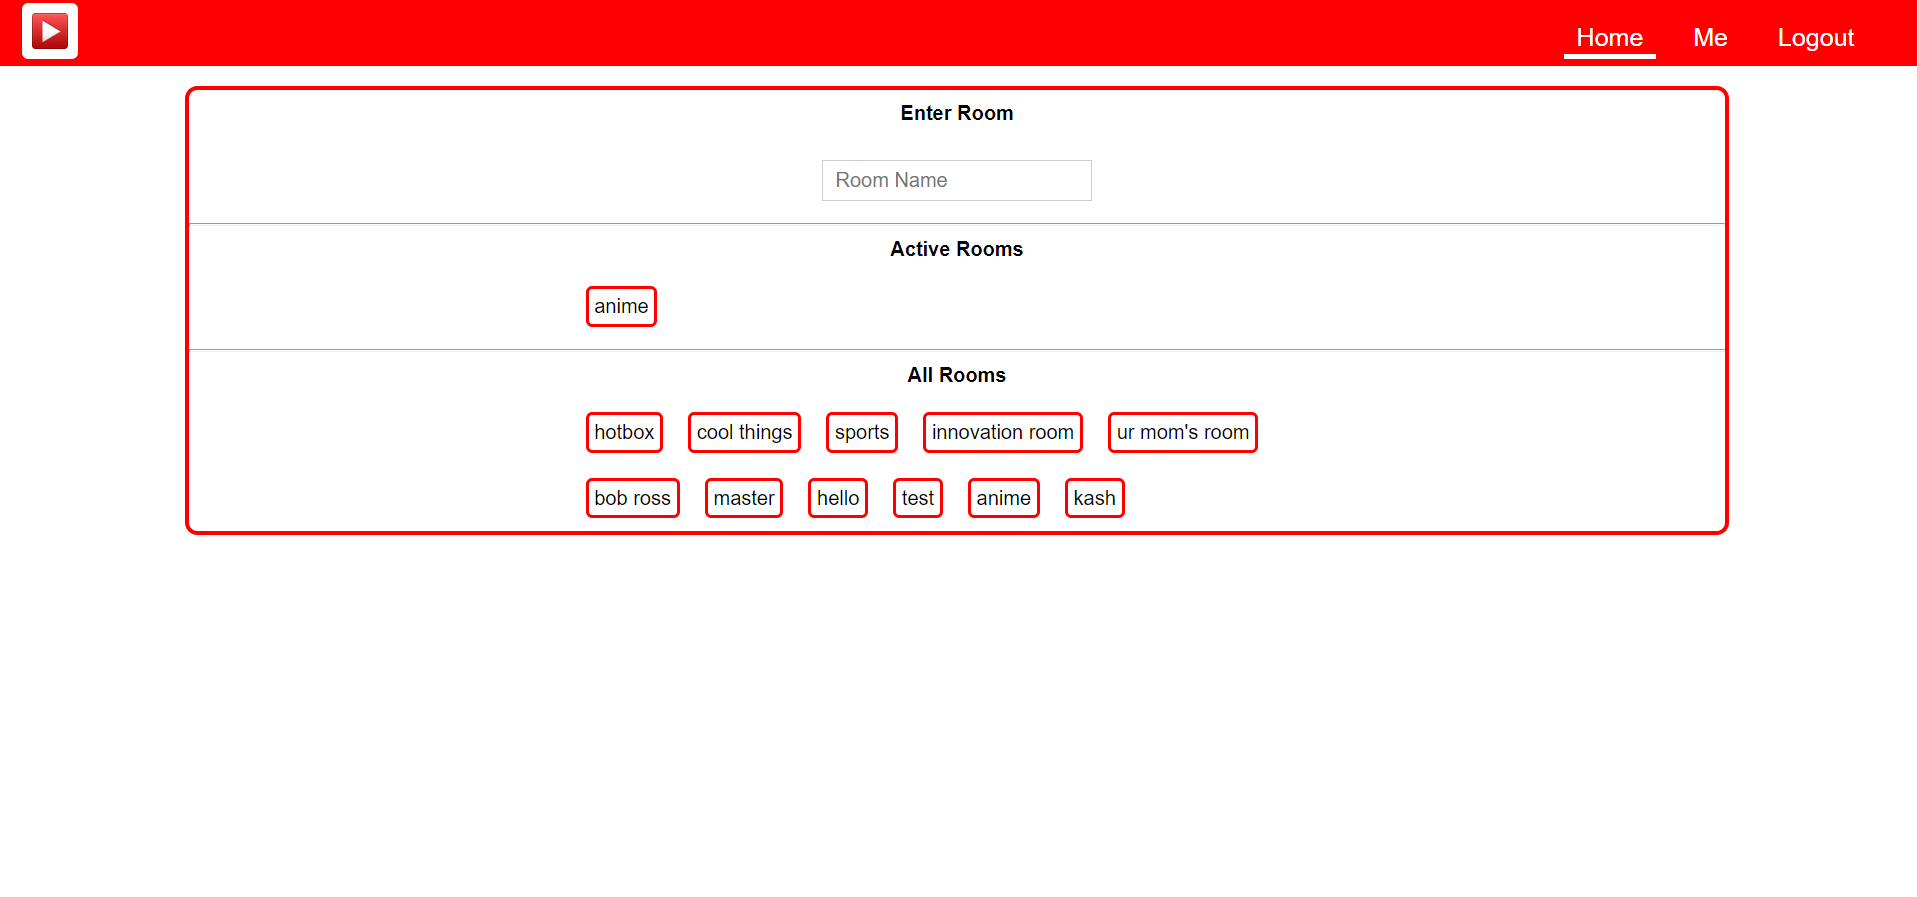 Home Me Logout
Enter Room
Room Name
Active Rooms
anime
All Rooms
hotbox cool things sports innovation room ur mom's room
bob ross master hello test anime kash